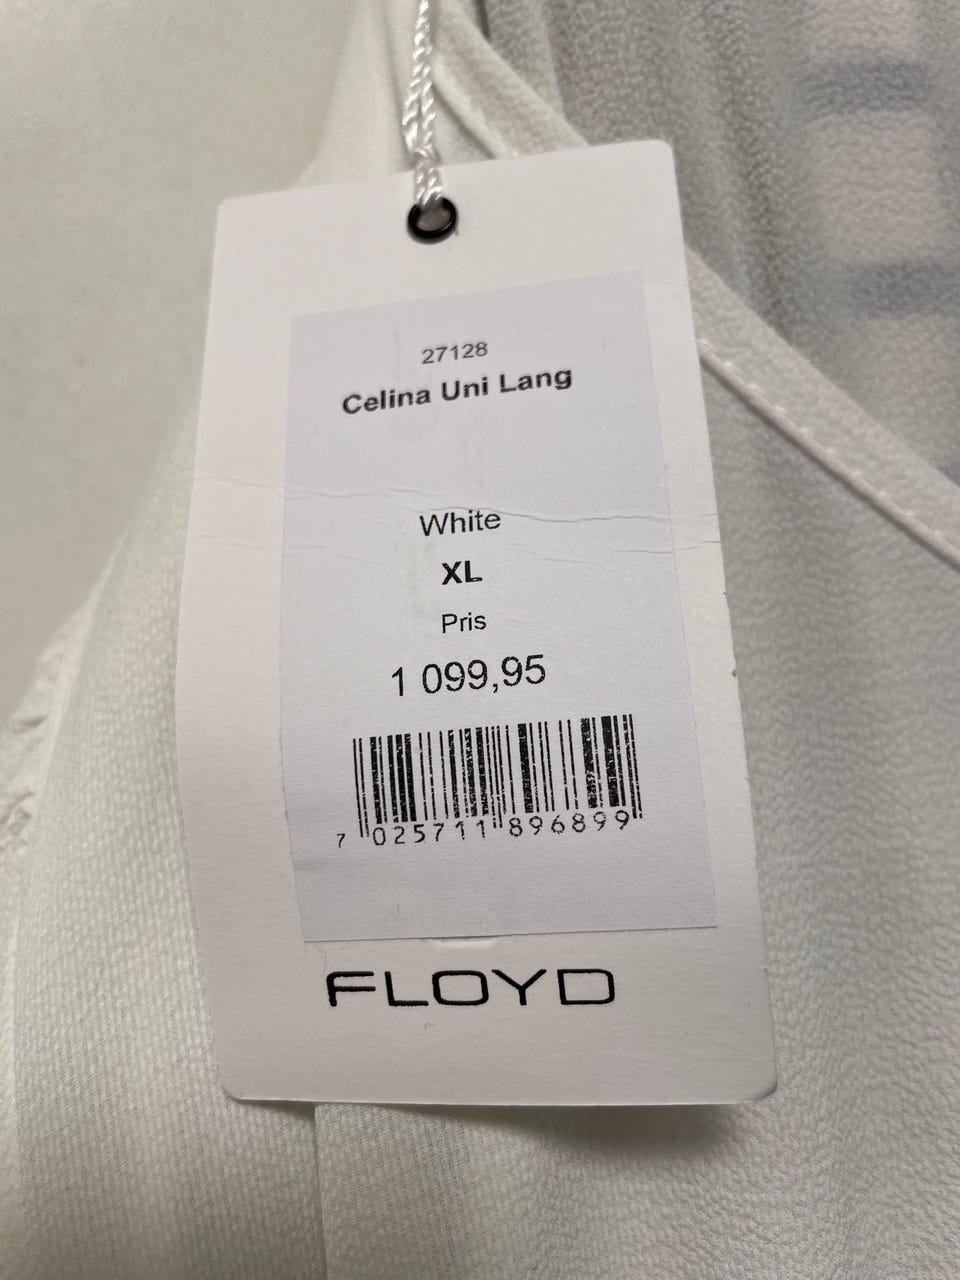 27128
Celina Uni Lang
White
XL
Pris
1 099,95
7 025711 896899
FLOYD